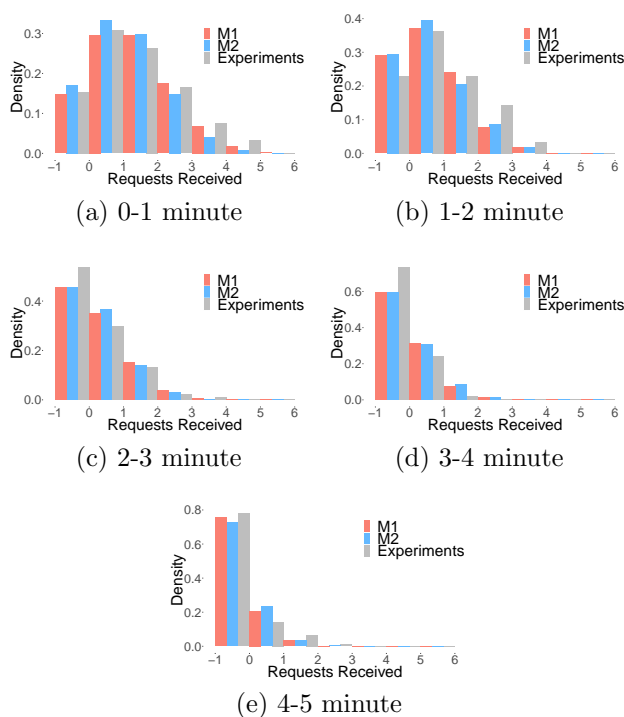 M1
M2
Experiments
Density
0.3
0.2
0.1
0.0
−1 0 1 2 3 4 5 6
Requests Received
(a) 0-1 minute
M1
M2
Experiments
Density
0.4
0.3
0.2
0.1
0.0
−1 0 1 2 3 4 5 6
Requests Received
(b) 1-2 minute
M1
M2
Experiments
Density
0.4
0.2
0.0
−1 0 1 2 3 4 5 6
Requests Received
(c) 2-3 minute
M1
M2
Experiments
Density
0.6
0.4
0.2
0.0
−1 0 1 2 3 4 5 6
Requests Received
(d) 3-4 minute
M1
M2
Experiments
Density
0.8
0.6
0.4
0.2
0.0
−1 0 1 2 3 4 5 6
Requests Received
(e) 4-5 minute